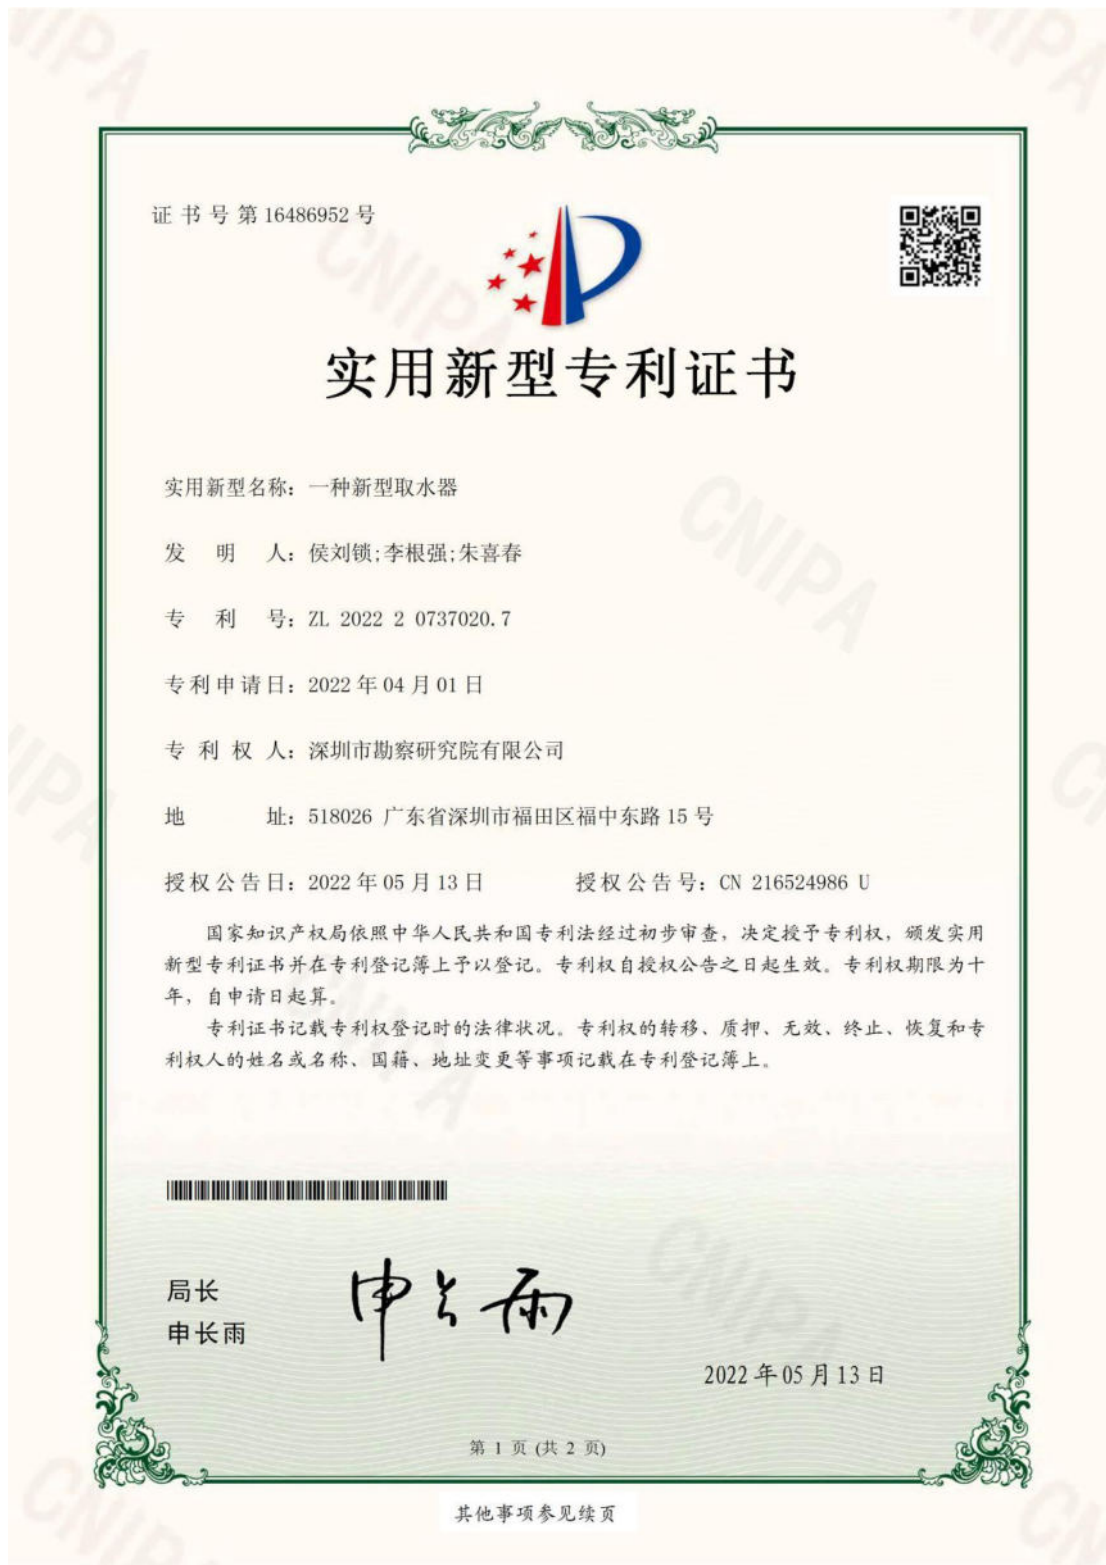 证书号第16486952号
实用新型专利证书
实用新型名称：一种新型取水器
发明人：侯刘锁;李根强;朱喜春
专利号：ZL 2022 2 0737020.7
专利申请日：2022年04月01日
专利权人：深圳市勘察研究院有限公司
地址：518026 广东省深圳市福田区福中东路15号
授权公告日：2022年05月13日 授权公告号：CN 216524986 U
国家知识产权局依照中华人民共和国专利法经过初步审查，决定授予专利权，颁发实用
新型专利证书并在专利登记簿上予以登记。专利权自授权公告之日起生效。专利权期限为十
年，自申请日起算。
专利证书记载专利权登记时的法律状况。专利权的转移、质押、无效、终止、恢复和专
利权人的姓名或名称、国籍、地址变更等事项记载在专利登记簿上。
局长
申长雨
申长雨
2022年05月13日
第 1 页 (共 2 页)
其他事项参见续页
CNIPA
CNIPA
CNIPA
CNIPA